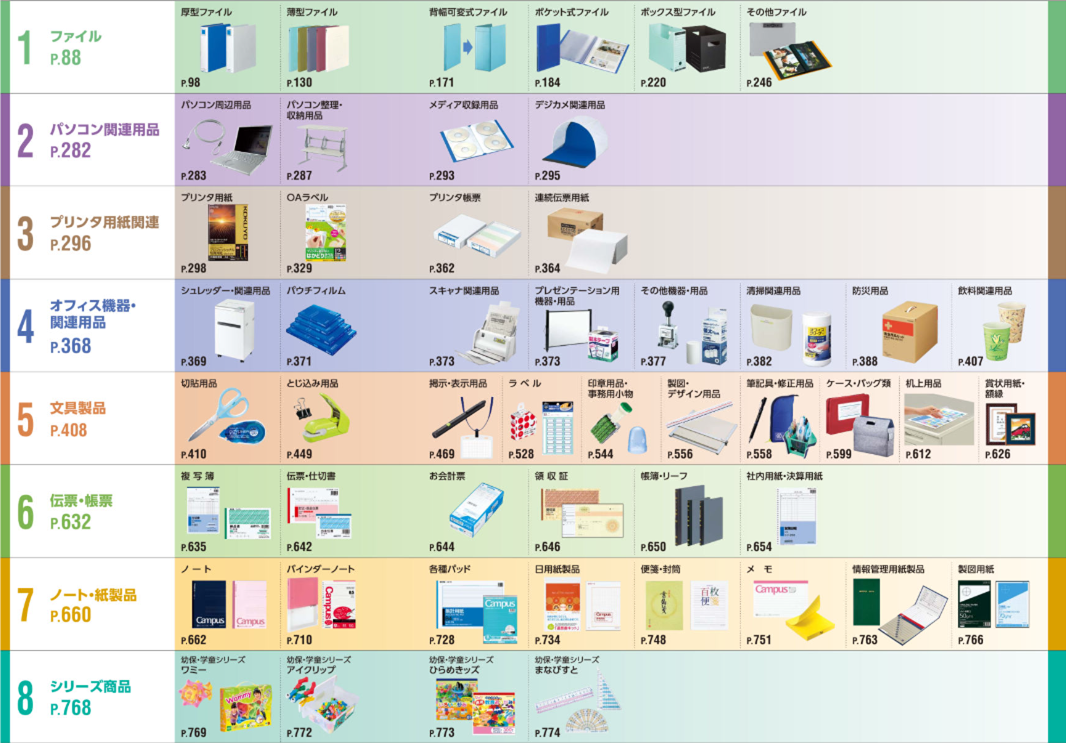 1
ファイル
P.88
厚型ファイル
P.98
薄型ファイル
P.130
背幅可変式ファイル
P.171
ポケット式ファイル
P.184
ボックス型ファイル
P.220
その他ファイル
P.246
2
パソコン関連用品
P.282
パソコン周辺用品
P.283
パソコン整理・
収納用品
P.287
メディア収録用品
P.293
デジカメ関連用品
P.295
3
プリンタ用紙関連
P.296
プリンタ用紙
KOKUYO
P.298
OAラベル
P.329
プリンタ帳票
P.362
連続伝票用紙
P.364
4
オフィス機器・
関連用品
P.368
シュレッダー・関連用品
P.369
パウチフィルム
P.371
スキャナ関連用品
P.373
プレゼンテーション用
機器・用品
P.373
その他機器・用品
P.377
清掃関連用品
P.382
防災用品
P.388
飲料関連用品
P.407
5
文具製品
P.408
切貼用品
P.410
とじ込み用品
P.449
掲示・表示用品
P.469
ラベル
P.528
印章用品・
事務用小物
P.544
製図・
デザイン用品
P.556
筆記具・修正用品
P.558
ケース・バッグ類
P.599
机上用品
P.612
賞状用紙・
額縁
P.626
6
伝票・帳票
P.632
複写簿
P.635
伝票・仕切書
P.642
お会計票
P.644
領収証
P.646
帳簿・リーフ
P.650
社内用紙・決算用紙
P.654
7
ノート・紙製品
P.660
ノート
Campus
Campus
P.662
バインダーノート
Campus
P.710
各種パッド
集計用紙
Campus
P.728
日用紙製品
Campus
P.734
便箋・封筒
百枚
便箋
P.748
メモ
Campus
P.751
情報管理用紙製品
P.763
製図用紙
P.766
8
シリーズ商品
P.768
幼保・学童シリーズ
ワミー
Wammy
P.769
幼保・学童シリーズ
アイクリップ
P.772
幼保・学童シリーズ
ひらめキッズ
P.773
幼保・学童シリーズ
まなびすと
P.774